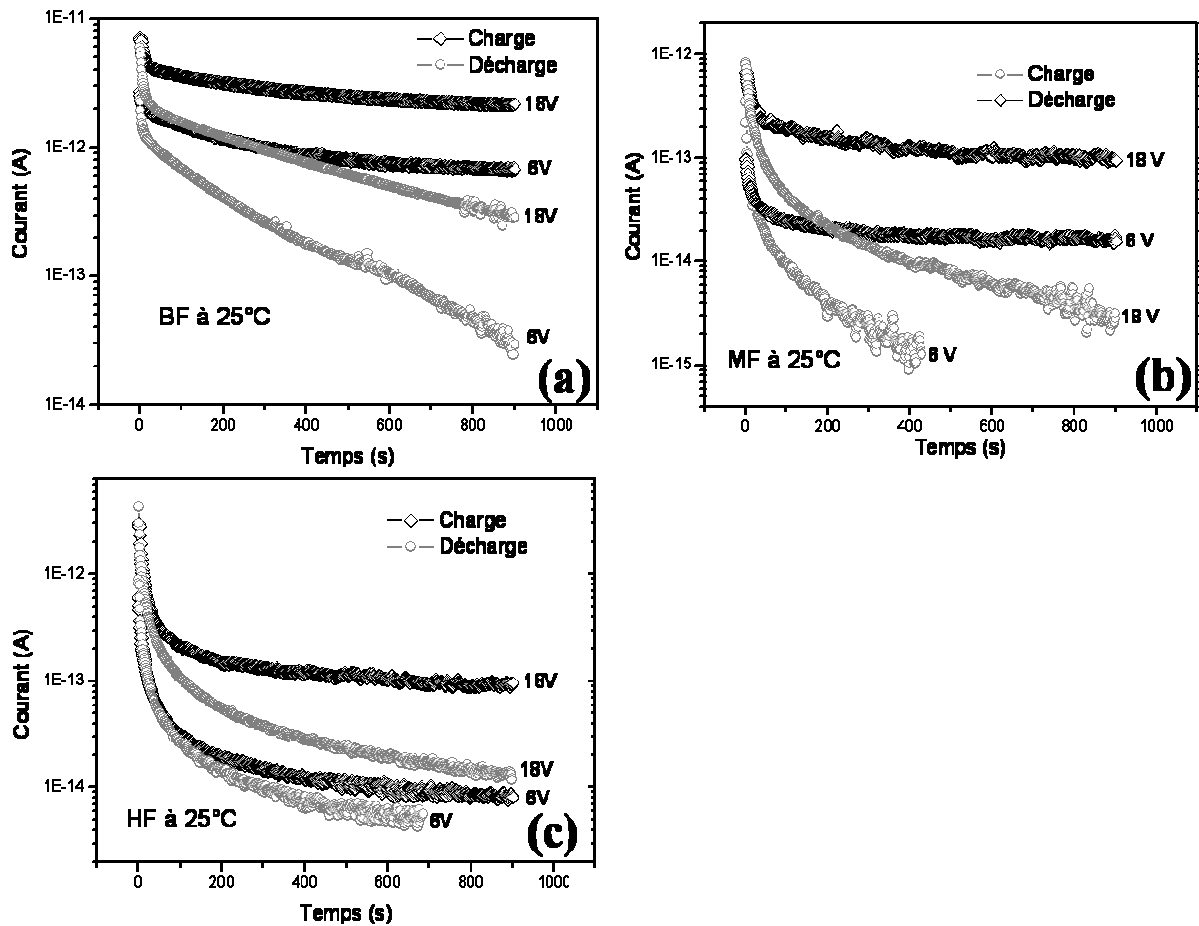 1E-11
Charge
Décharge
18V
1E-12
6V
18V
1E-13
6V
BF à 25°C
(a)
1E-14
0 200 400 600 800 1000
Courant (A)
Temps (s)
1E-12
Charge
Décharge
1E-13
18 V
6 V
1E-14
18 V
6 V
1E-15
MF à 25°C
(b)
0 200 400 600 800 1000
Courant (A)
Temps (s)
Charge
Décharge
1E-12
1E-13
18V
18V
1E-14
6V
6V
HF à 25°C
(c)
0 200 400 600 800 1000
Courant (A)
Temps (s)